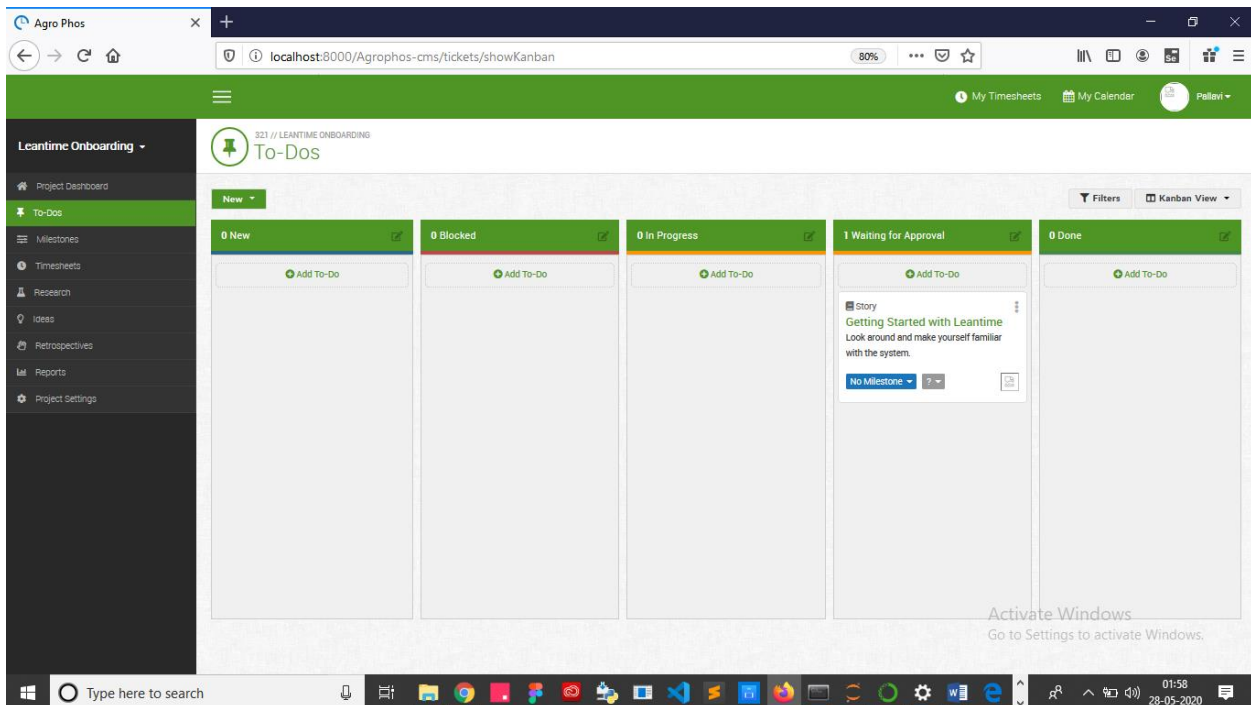 Agro Phos
localhost:8000/Agrophos-cms/tickets/showKanban
80%
Se
My Timesheets
My Calendar
Pallavi
Leantime Onboarding
321 // LEANTIME ONBOARDING
To-Dos
Project Dashboard
To-Dos
Milestones
Timesheets
Research
Ideas
Retrospectives
Reports
Project Settings
New
Filters
Kanban View
0 New
0 Blocked
0 In Progress
1 Waiting for Approval
0 Done
Add To-Do
Add To-Do
Add To-Do
Add To-Do
Add To-Do
Story
Getting Started with Leantime
Look around and make yourself familiar
with the system.
No Milestone
?
Activate Windows
Go to Settings to activate Windows.
Type here to search
01:58
28-05-2020